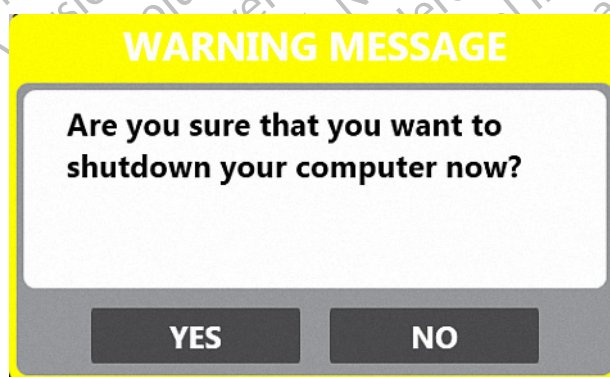 WARNING MESSAGE
Are you sure that you want to
shutdown your computer now?
YES
NO